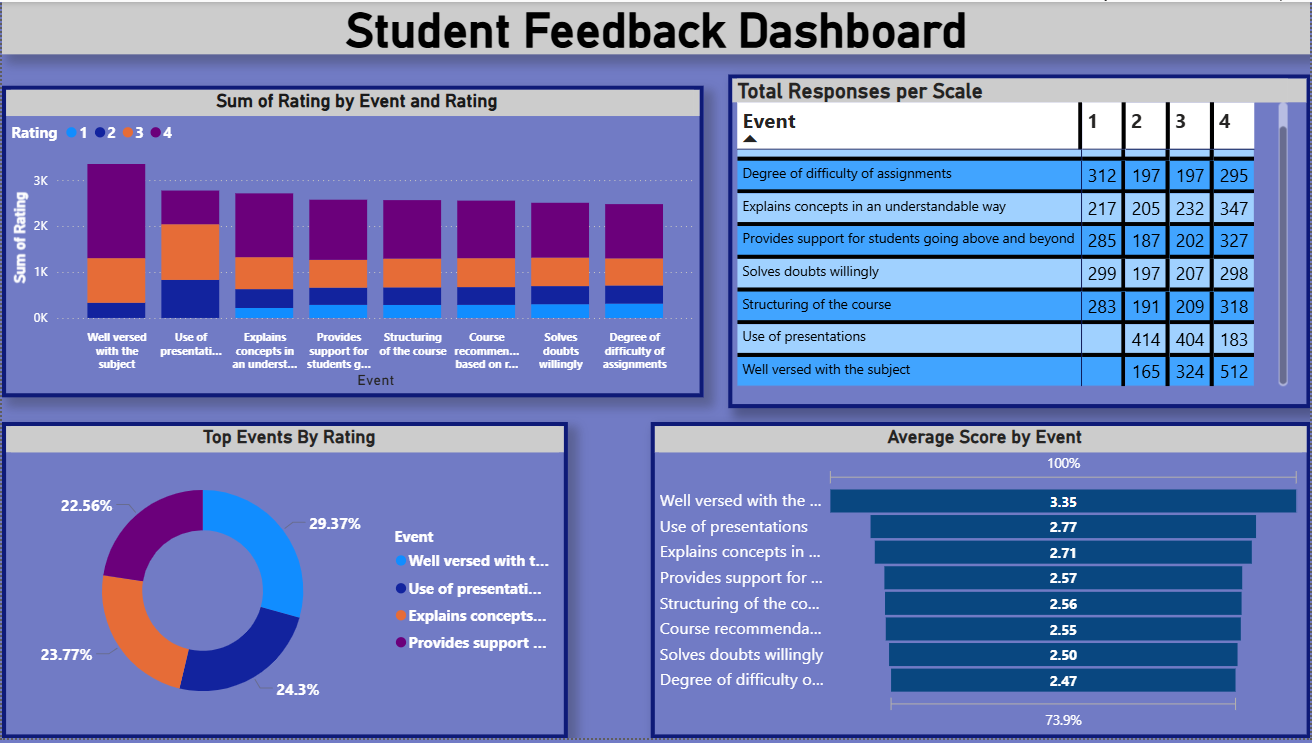 Student Feedback Dashboard
Sum of Rating by Event and Rating
Rating 1 2 3 4
Sum of Rating
3K
2K
1K
0K
Well versed with the subject
Use of presentati...
Explains concepts in an underst...
Provides support for students g...
Structuring of the course
Course recommen... based on r...
Solves doubts willingly
Degree of difficulty of assignments
Event
Total Responses per Scale
Event 1 2 3 4
Degree of difficulty of assignments 312 197 197 295
Explains concepts in an understandable way 217 205 232 347
Provides support for students going above and beyond 285 187 202 327
Solves doubts willingly 299 197 207 298
Structuring of the course 283 191 209 318
Use of presentations 414 404 183
Well versed with the subject 165 324 512
Top Events By Rating
22.56%
29.37%
23.77%
24.3%
Event
Well versed with t...
Use of presentati...
Explains concepts...
Provides support ...
Average Score by Event
100%
Well versed with the ... 3.35
Use of presentations 2.77
Explains concepts in ... 2.71
Provides support for ... 2.57
Structuring of the co... 2.56
Course recommenda... 2.55
Solves doubts willingly 2.50
Degree of difficulty o... 2.47
73.9%